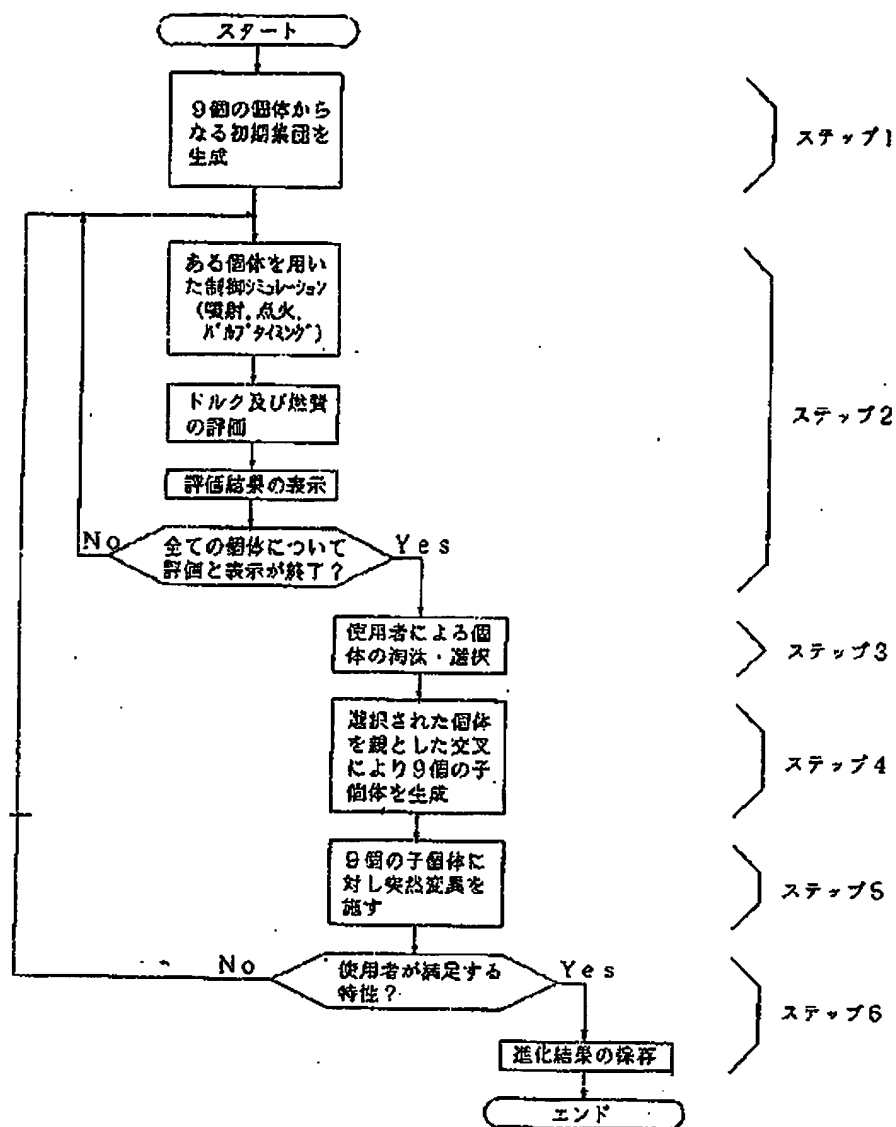 スタート
9個の個体から
なる初期集団を
生成
ステップ1
ある個体を用い
た制御シミュレーション
(噴射,点火,
バルブタイミング)
トルク及び燃費
の評価
評価結果の表示
ステップ2
No
全ての個体について
評価と表示が終了?
Yes
使用者による個
体の淘汰・選択
ステップ3
選択された個体
を親とした交叉
により9個の子
個体を生成
ステップ4
9個の子個体に
対し突然変異を
施す
ステップ5
No
使用者が満足する
特性?
Yes
ステップ6
進化結果の保存
エンド